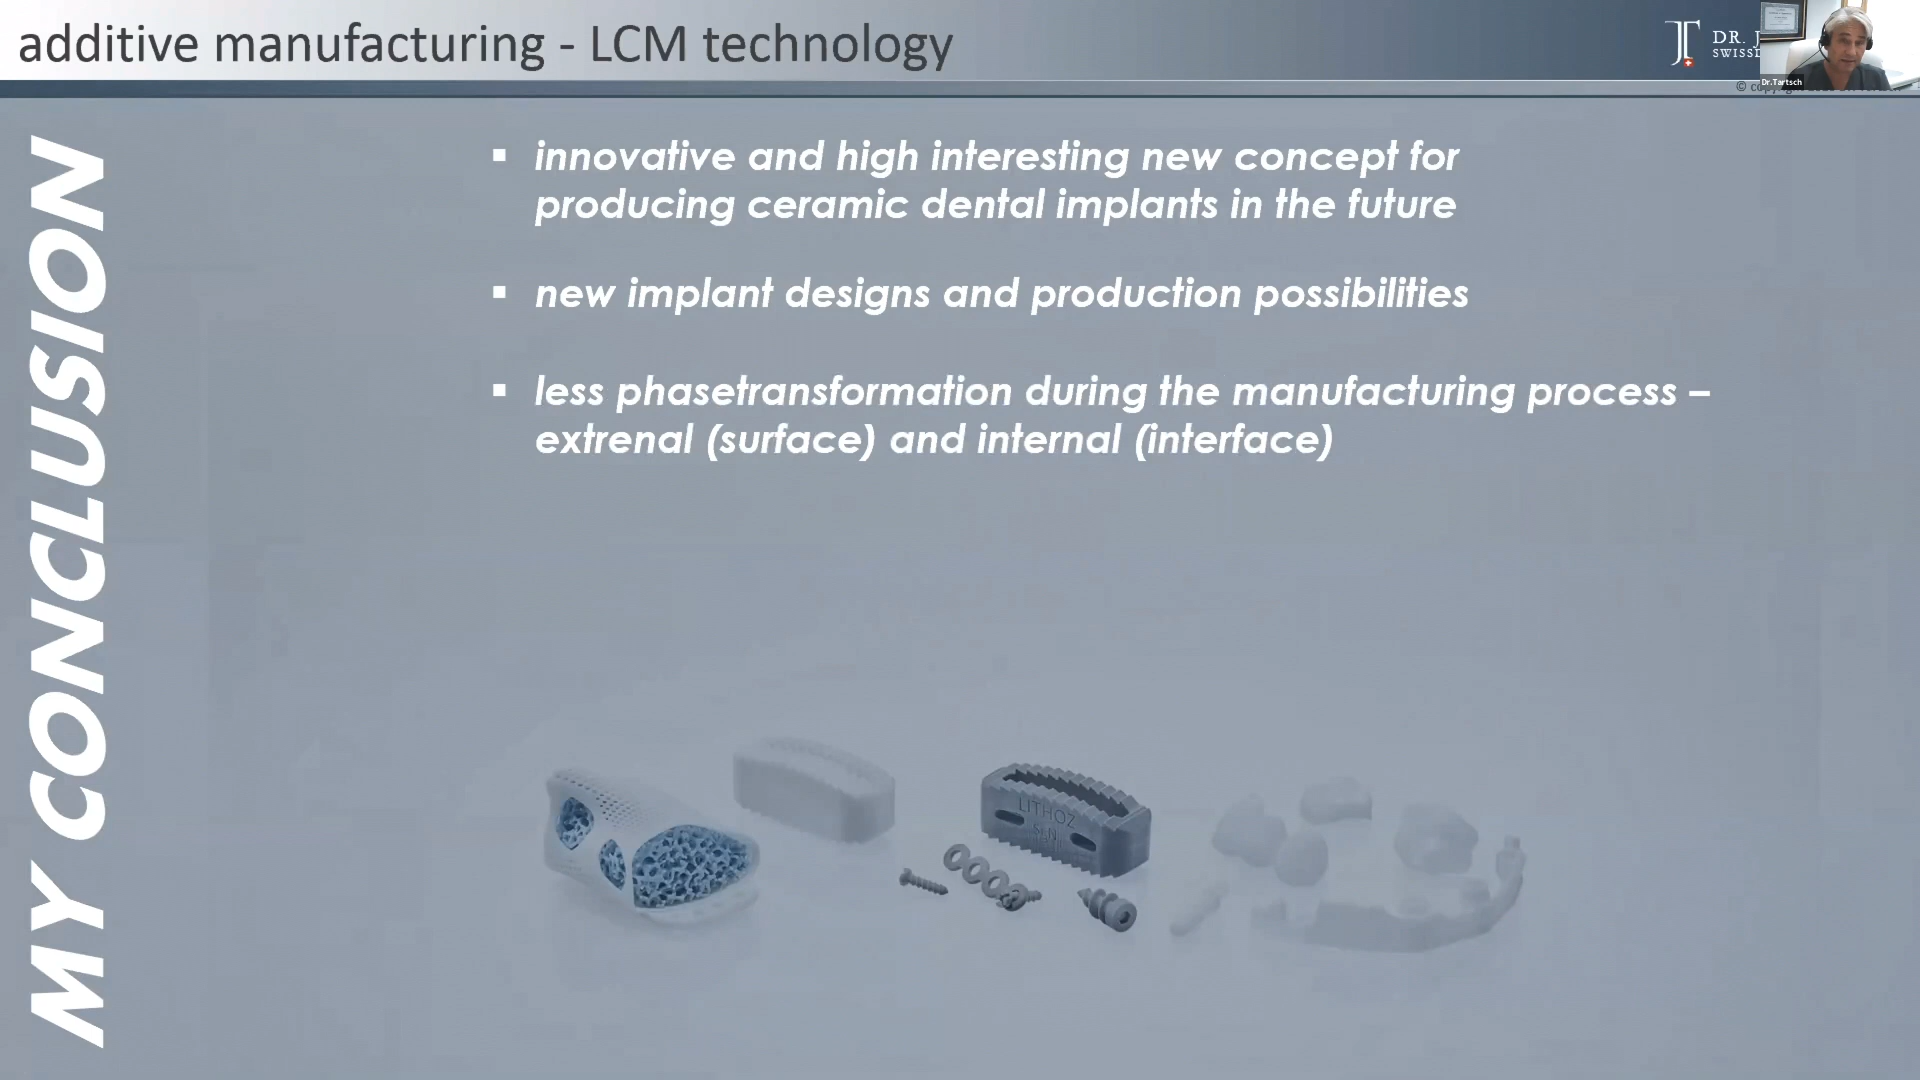 additive manufacturing - LCM technology
DR. J
SWISS
Dr.Tartsch
MY CONCLUSION
▪ innovative and high interesting new concept for
producing ceramic dental implants in the future
▪ new implant designs and production possibilities
▪ less phasetransformation during the manufacturing process –
extrenal (surface) and internal (interface)
LITHOZ